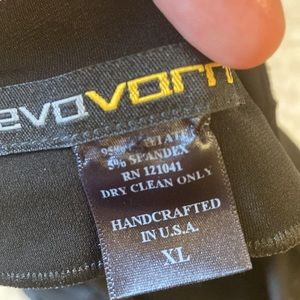 evovorn
5% SPANDEX
RN 121041
DRY CLEAN ONLY
HANDCRAFTED
IN U.S.A.
XL